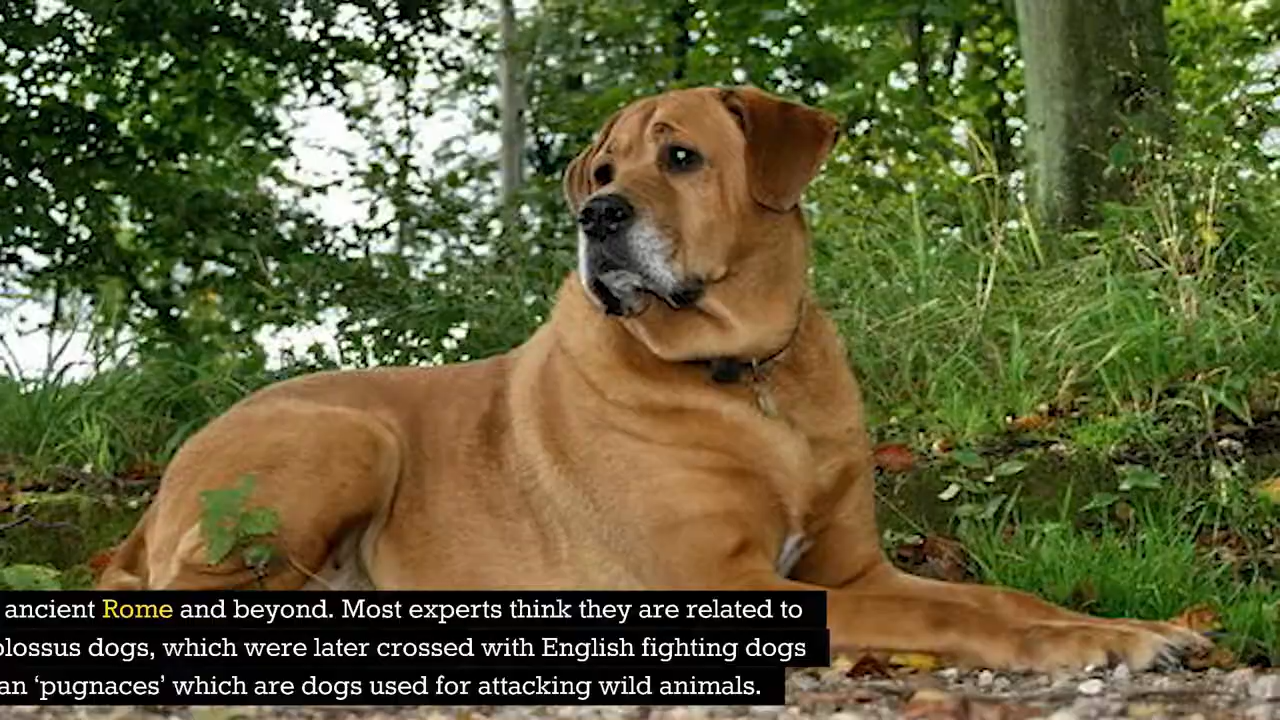 ancient Rome and beyond. Most experts think they are related to
dogs, which were later crossed with English fighting dogs
‘pugnaces’ which are dogs used for attacking wild animals.